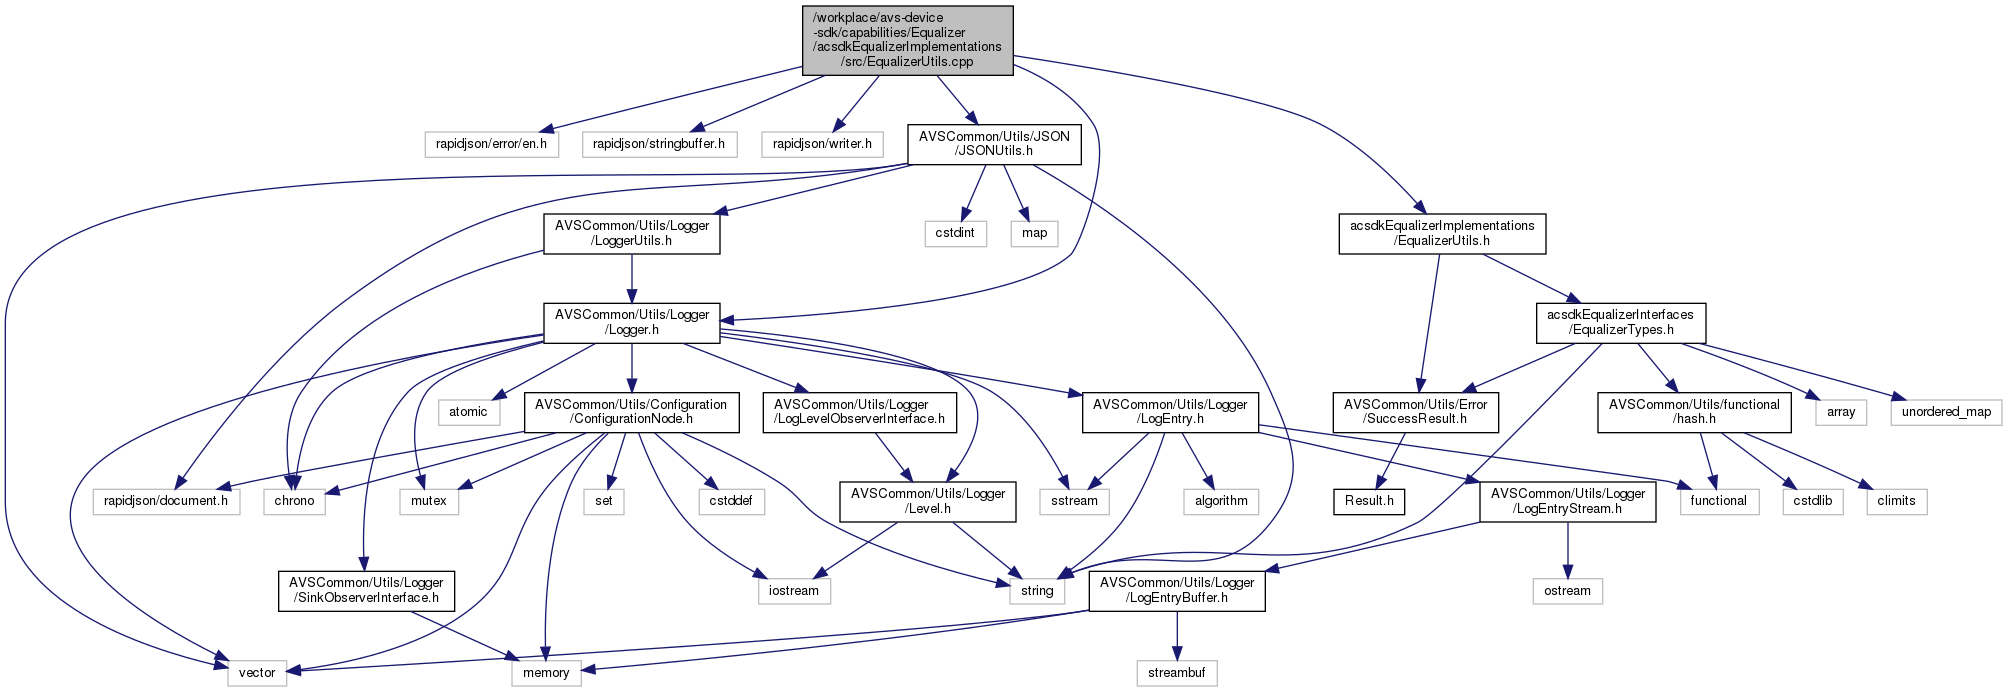 /workplace/avs-device
-sdk/capabilities/Equalizer
/acsdkEqualizerImplementations
/src/EqualizerUtils.cpp
rapidjson/error/en.h
rapidjson/stringbuffer.h
rapidjson/writer.h
AVSCommon/Utils/JSON
/JSONUtils.h
AVSCommon/Utils/Logger
/LoggerUtils.h
cstdint
map
acsdkEqualizerImplementations
/EqualizerUtils.h
AVSCommon/Utils/Logger
/Logger.h
acsdkEqualizerInterfaces
/EqualizerTypes.h
atomic
AVSCommon/Utils/Configuration
/ConfigurationNode.h
AVSCommon/Utils/Logger
/LogLevelObserverInterface.h
AVSCommon/Utils/Logger
/LogEntry.h
AVSCommon/Utils/Error
/SuccessResult.h
AVSCommon/Utils/functional
/hash.h
array
unordered_map
rapidjson/document.h
chrono
mutex
set
cstddef
AVSCommon/Utils/Logger
/Level.h
sstream
algorithm
Result.h
AVSCommon/Utils/Logger
/LogEntryStream.h
functional
cstdlib
climits
AVSCommon/Utils/Logger
/SinkObserverInterface.h
iostream
string
AVSCommon/Utils/Logger
/LogEntryBuffer.h
ostream
vector
memory
streambuf